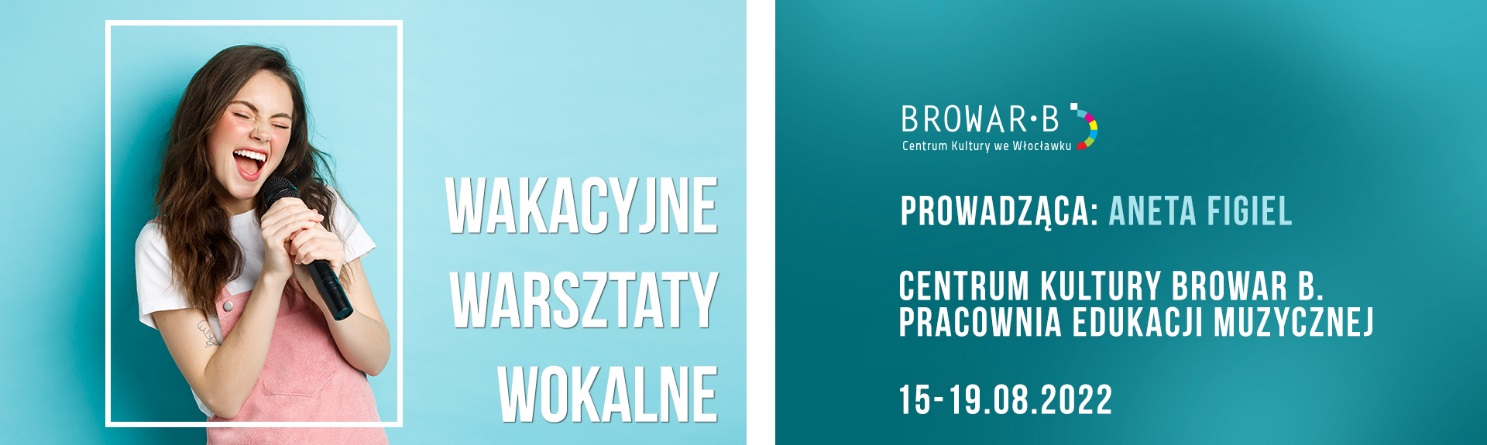 WAKACYJNE
WARSZTATY
WOKALNE
BROWAR·B
Centrum Kultury we Włocławku
PROWADZĄCA: ANETA FIGIEL
CENTRUM KULTURY BROWAR B.
PRACOWNIA EDUKACJI MUZYCZNEJ
15-19.08.2022